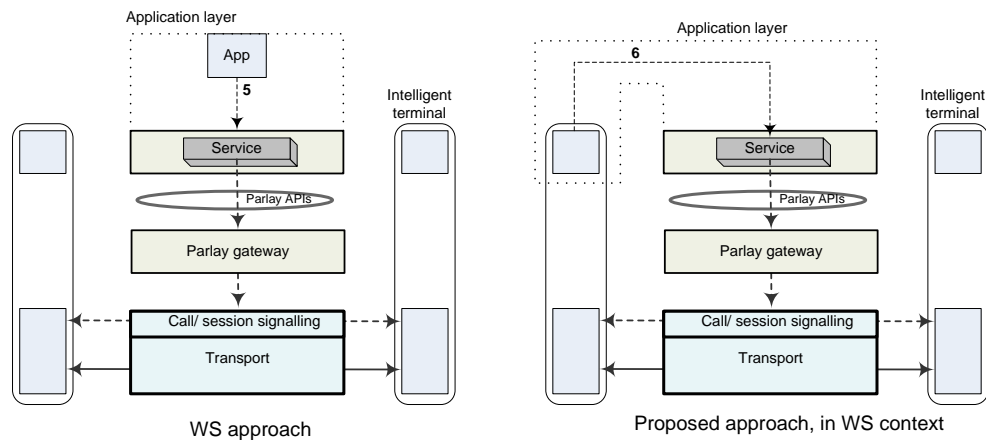 Application layer
App
5
Intelligent
terminal
Service
Parlay APIs
Parlay gateway
Call/ session signalling
Transport
WS approach
Application layer
6
Intelligent
terminal
Service
Parlay APIs
Parlay gateway
Call/ session signalling
Transport
Proposed approach, in WS context